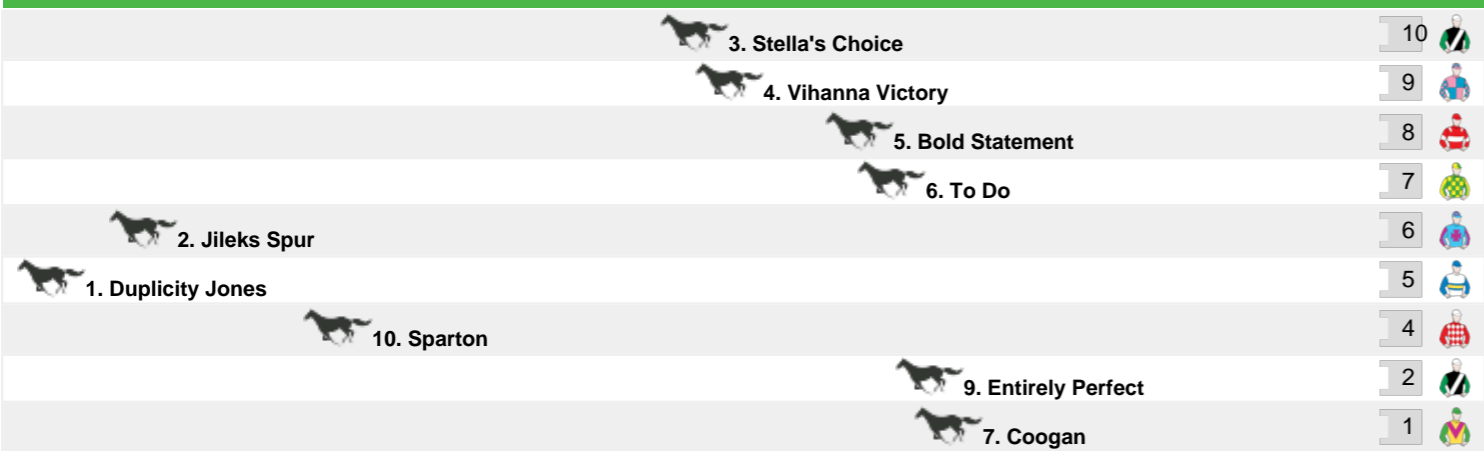 3. Stella's Choice 10
4. Vihanna Victory 9
5. Bold Statement 8
6. To Do 7
2. Jileks Spur 6
1. Duplicity Jones 5
10. Sparton 4
9. Entirely Perfect 2
7. Coogan 1